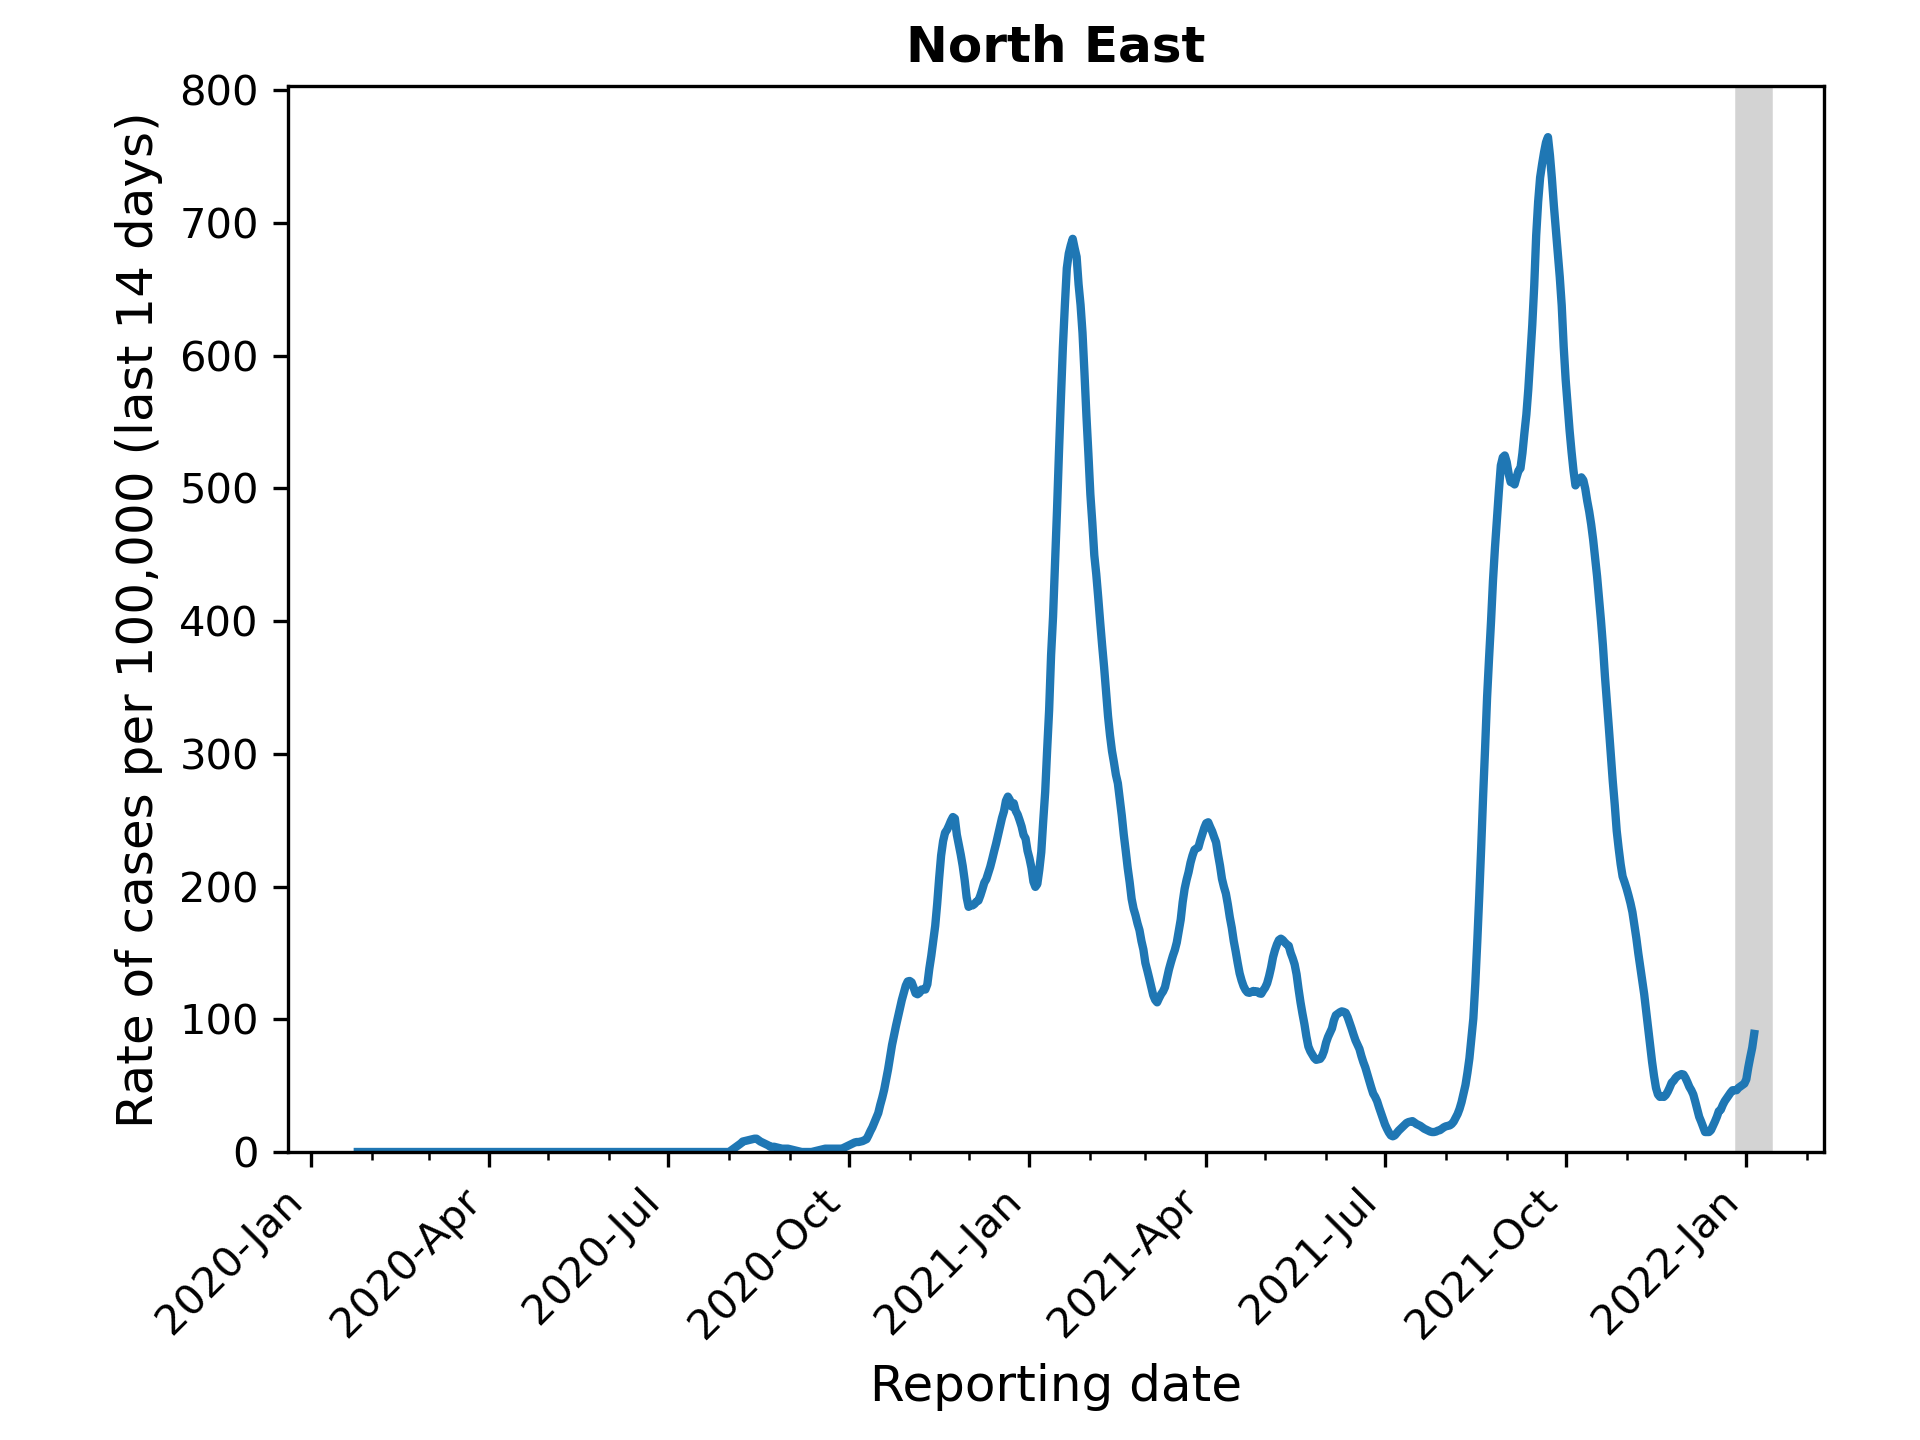 North East
Rate of cases per 100,000 (last 14 days)
800
700
600
500
400
300
200
100
0
2020-Jan
2020-Apr
2020-Jul
2020-Oct
2021-Jan
2021-Apr
2021-Jul
2021-Oct
2022-Jan
Reporting date